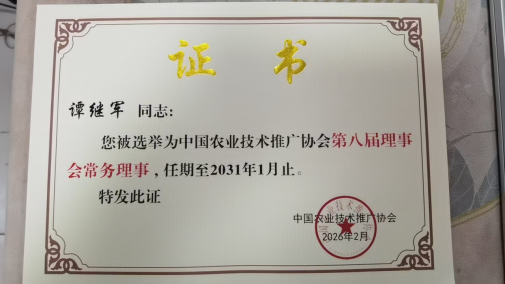 证 书
谭继军 同志：
您被选举为中国农业技术推广协会第八届理事
会常务理事，任期至2031年1月止。
特发此证
中国农业技术推广协会
2026年2月